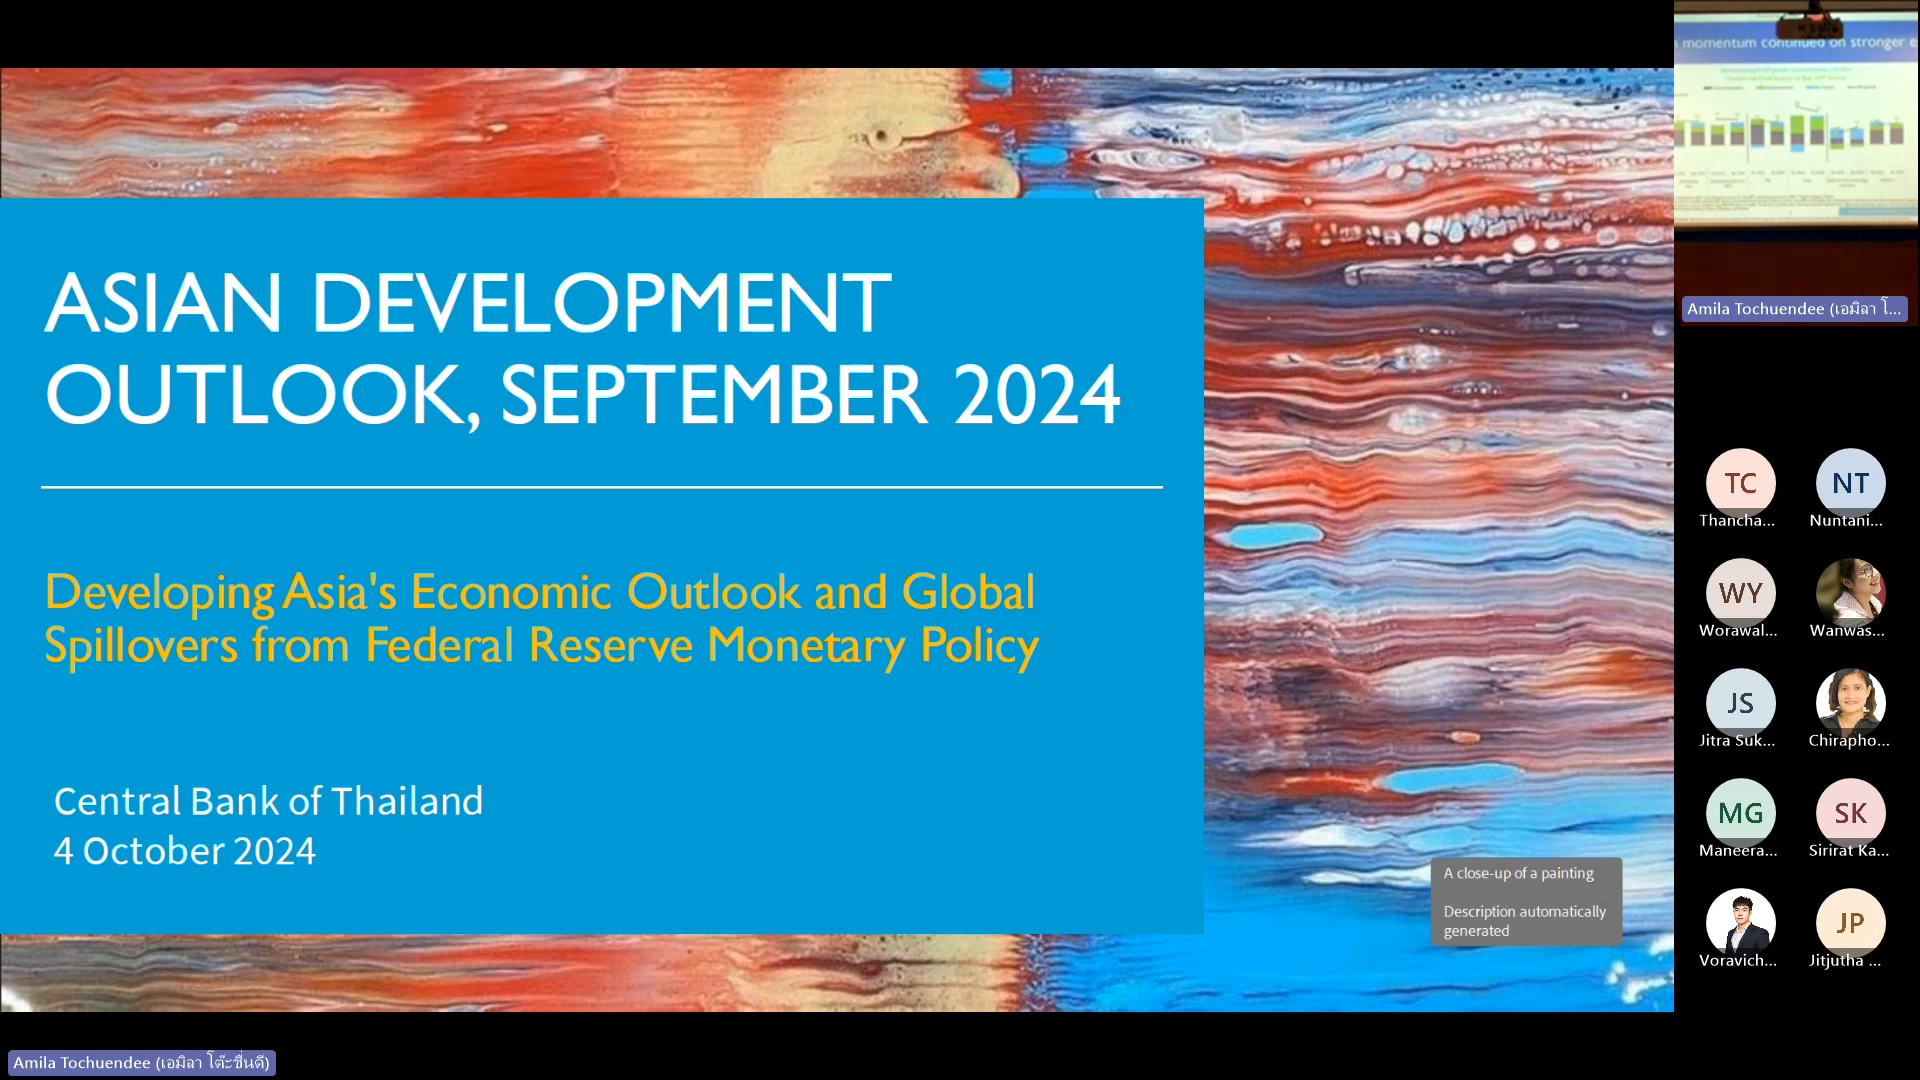 ASIAN DEVELOPMENT
OUTLOOK, SEPTEMBER 2024
Developing Asia's Economic Outlook and Global
Spillovers from Federal Reserve Monetary Policy
Central Bank of Thailand
4 October 2024
A close-up of a painting
Description automatically
generated
Amila Tochuendee (เอมิลา โต๊ะชื่นดี)
momentum continued on stronger e
Amila Tochuendee (เอมิลา โ...
TC
Thancha...
NT
Nuntani...
WY
Worawal...
Wanwas...
JS
Jitra Suk...
Chirapho...
MG
Maneera...
SK
Sirirat Ka...
Voravich...
JP
Jitjutha ...